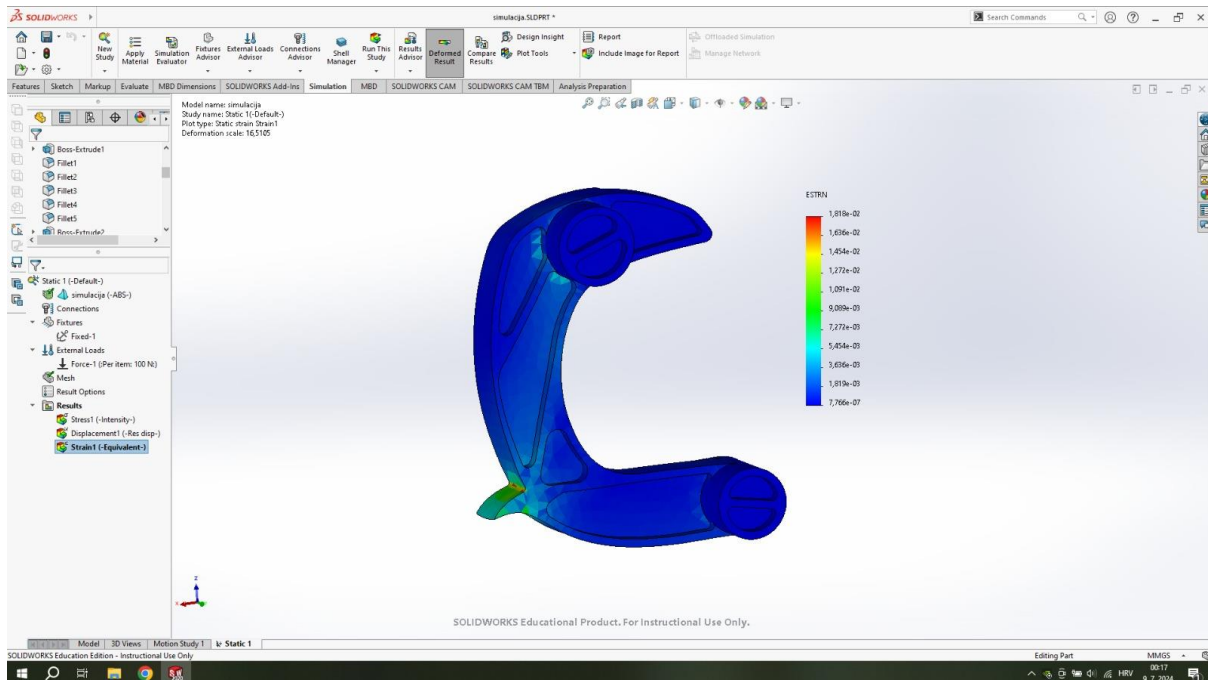 SOLIDWORKS
simulacija.SLDPRT *
Search Commands
New Study
Apply Material
Simulation Evaluator
Fixtures Advisor
External Loads Advisor
Connections Advisor
Shell Manager
Run This Study
Results Advisor
Deformed Result
Compare Results
Design Insight
Plot Tools
Report
Include Image for Report
Offloaded Simulation
Manage Network
Features Sketch Markup Evaluate MBD Dimensions SOLIDWORKS Add-Ins Simulation MBD SOLIDWORKS CAM SOLIDWORKS CAM TBM Analysis Preparation
Model name: simulacija
Study name: Static 1(-Default-)
Plot type: Static strain Strain1
Deformation scale: 16,5105
Boss-Extrude1
Fillet1
Fillet2
Fillet3
Fillet4
Fillet5
Boss-Extrude2
Static 1 (-Default-)
simulacija (-ABS-)
Connections
Fixtures
Fixed-1
External Loads
Force-1 (:Per item: 100 N:)
Mesh
Result Options
Results
Stress1 (-Intensity-)
Displacement1 (-Res disp-)
Strain1 (-Equivalent-)
ESTRN
1,818e-02
1,636e-02
1,454e-02
1,272e-02
1,091e-02
9,089e-03
7,272e-03
5,454e-03
3,636e-03
1,819e-03
7,766e-07
z
x
SOLIDWORKS Educational Product. For Instructional Use Only.
Model 3D Views Motion Study 1 Static 1
SOLIDWORKS Education Edition - Instructional Use Only
Editing Part
MMGS
HRV
00:17
9. 7. 2024.